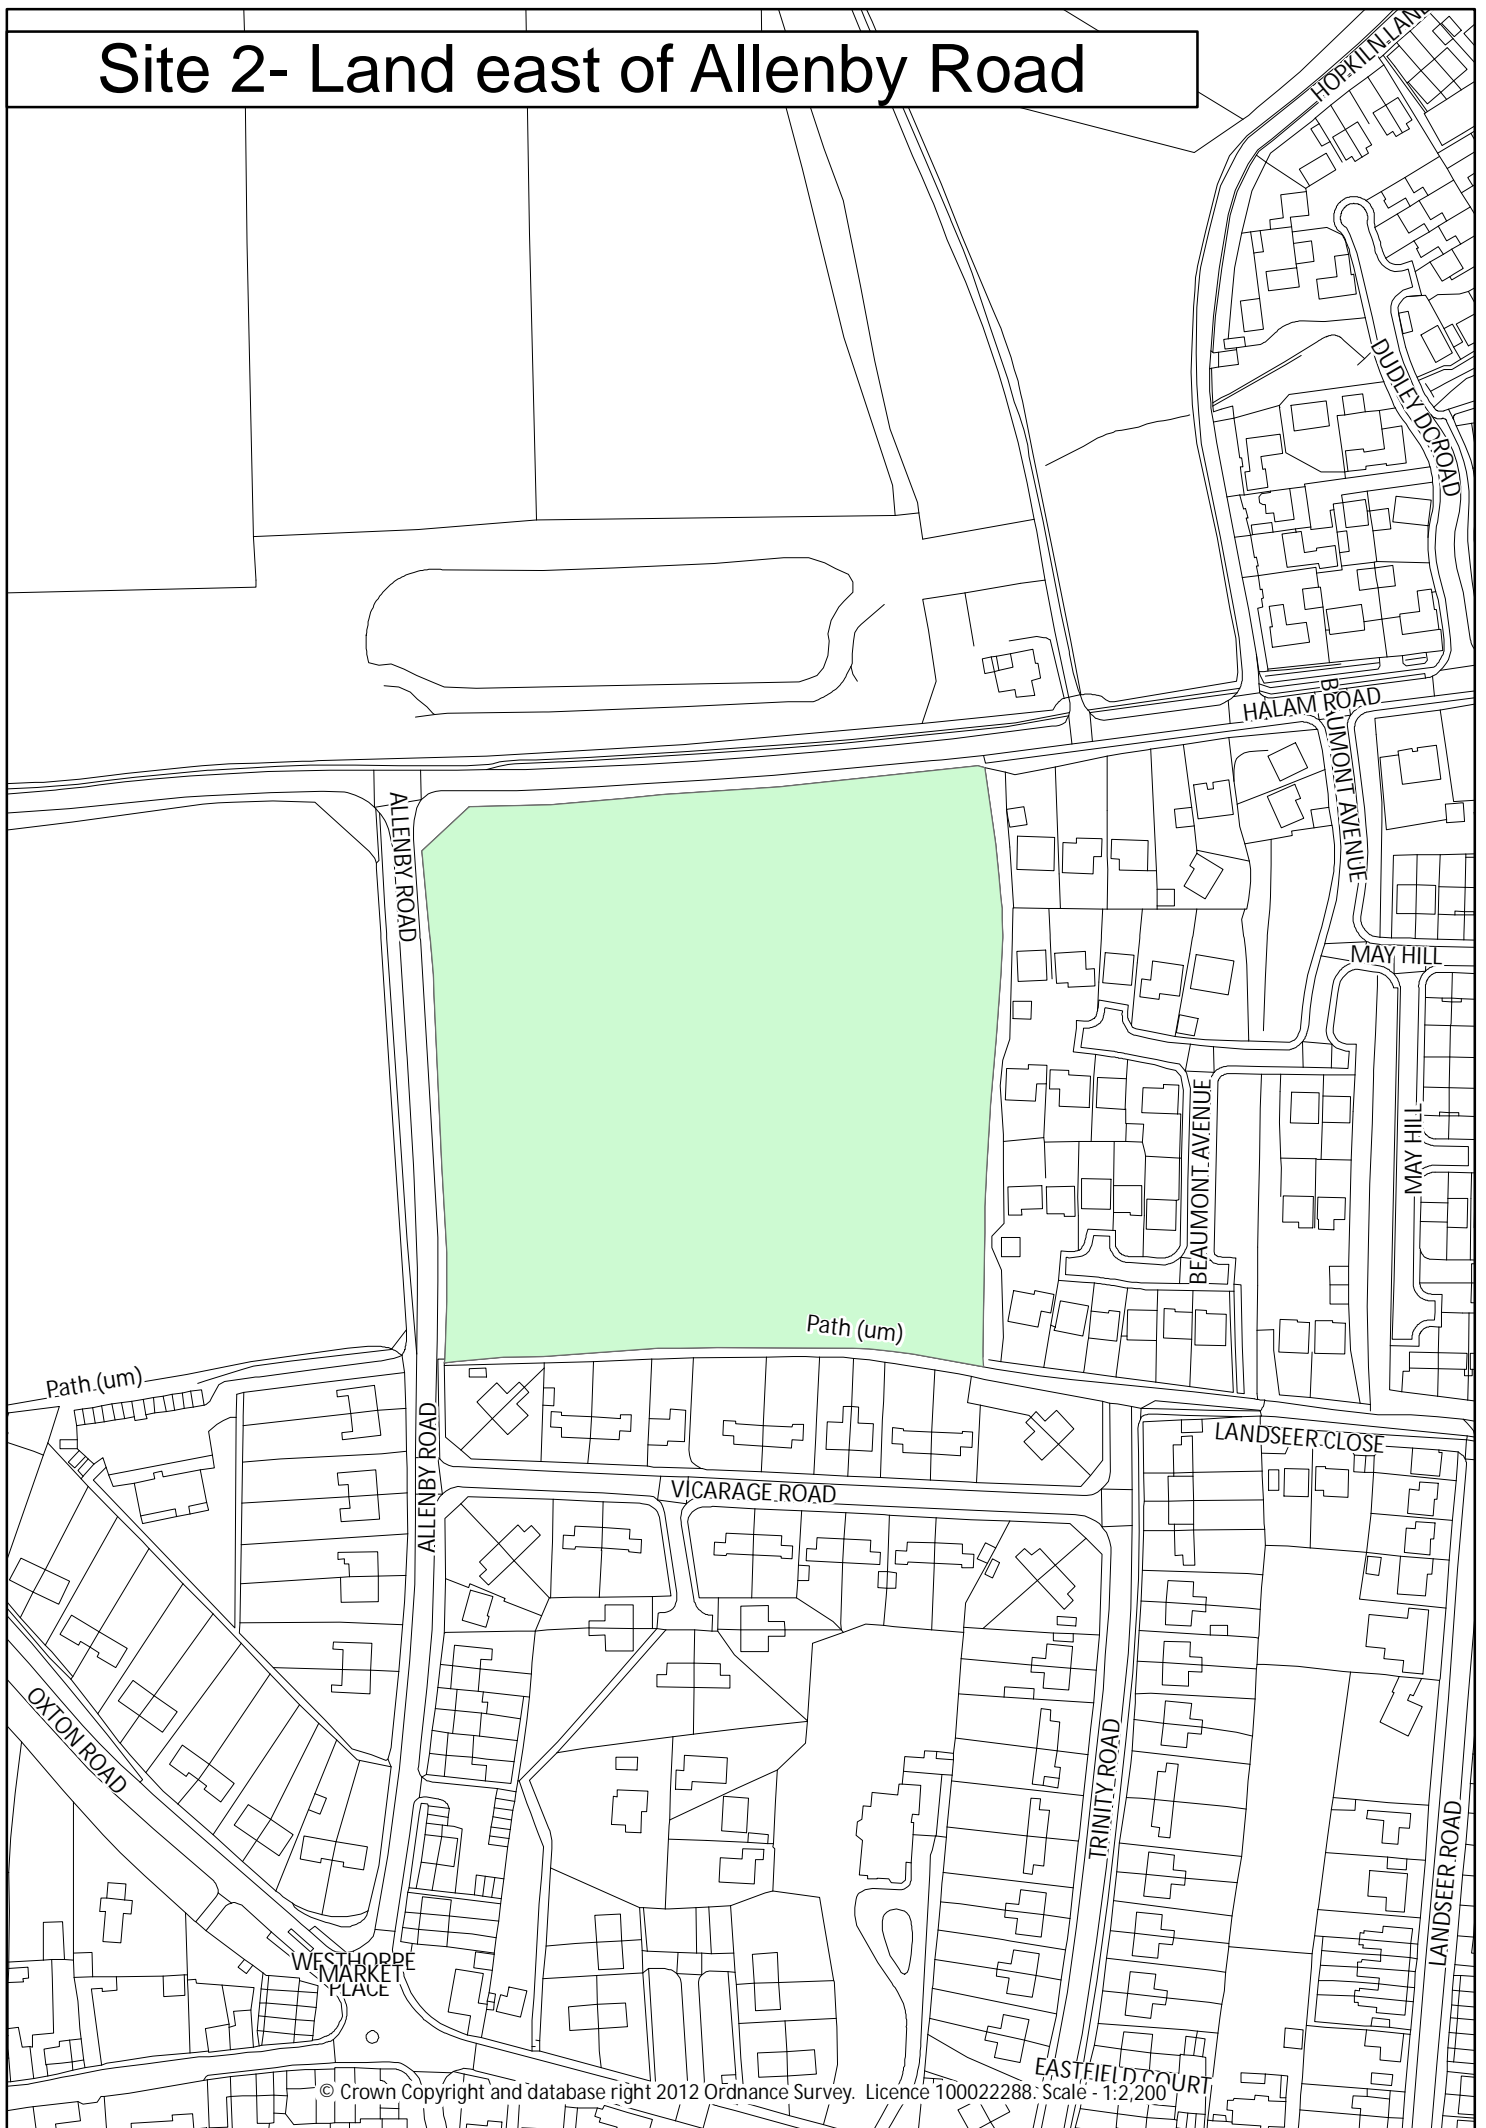 Site 2- Land east of Allenby Road
HOPKILN LANE
DUDLEY DOROAD
HALAM ROAD
BEAUMONT AVENUE
ALLENBY ROAD
MAY HILL
BEAUMONT AVENUE
MAY HILL
Path (um)
Path (um)
ALLENBY ROAD
LANDSEER CLOSE
VICARAGE ROAD
OXTON ROAD
TRINITY ROAD
LANDSEER ROAD
WESTHORPE
MARKET
PLACE
EASTFIELD COURT
© Crown Copyright and database right 2012 Ordnance Survey. Licence 100022288. Scale - 1:2,200